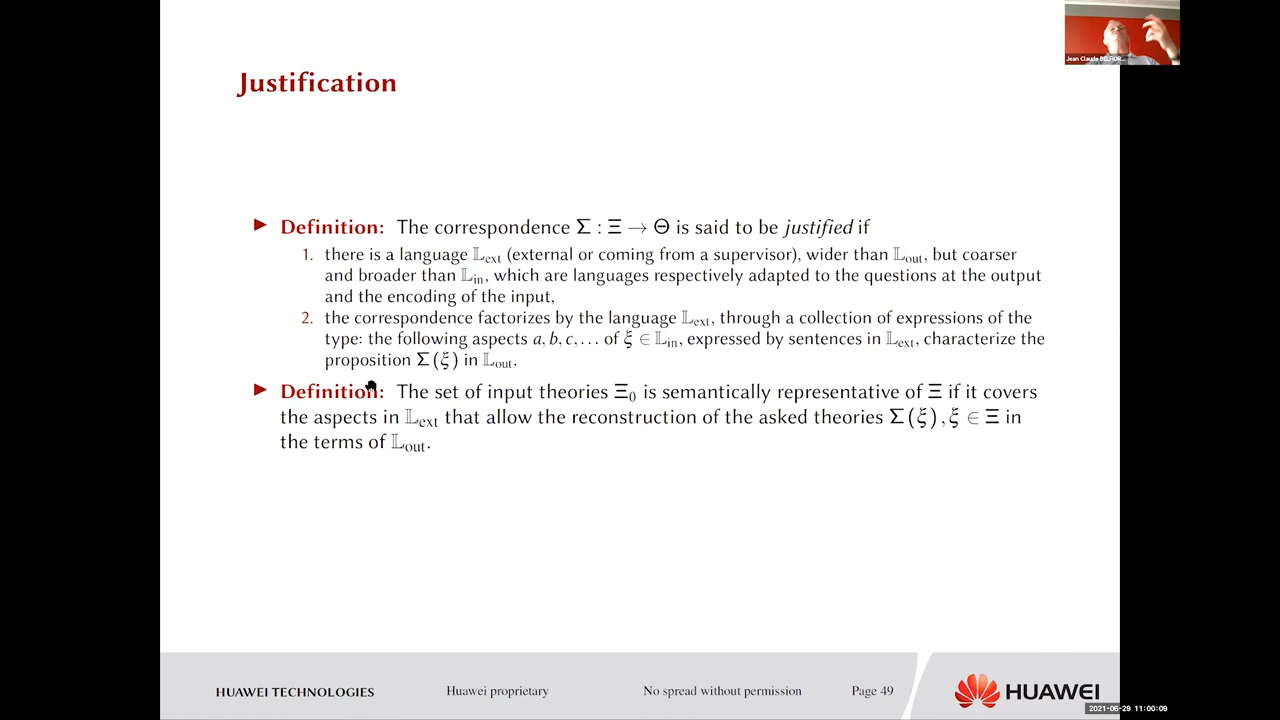 Jean Claude BELFIOR...
Justification
► Definition: The correspondence Σ : Ξ → Θ is said to be justified if
1. there is a language 𝕃ext (external or coming from a supervisor), wider than 𝕃out, but coarser
and broader than 𝕃in, which are languages respectively adapted to the questions at the output
and the encoding of the input,
2. the correspondence factorizes by the language 𝕃ext, through a collection of expressions of the
type: the following aspects a, b, c, . . . of ξ ∈ 𝕃in, expressed by sentences in 𝕃ext, characterize the
proposition Σ(ξ) in 𝕃out.
► Definition: The set of input theories Ξ0 is semantically representative of Ξ if it covers
the aspects in 𝕃ext that allow the reconstruction of the asked theories Σ(ξ), ξ ∈ Ξ in
the terms of 𝕃out.
HUAWEI TECHNOLOGIES Huawei proprietary No spread without permission Page 49 HUAWEI
2021-06-29 11:00:09